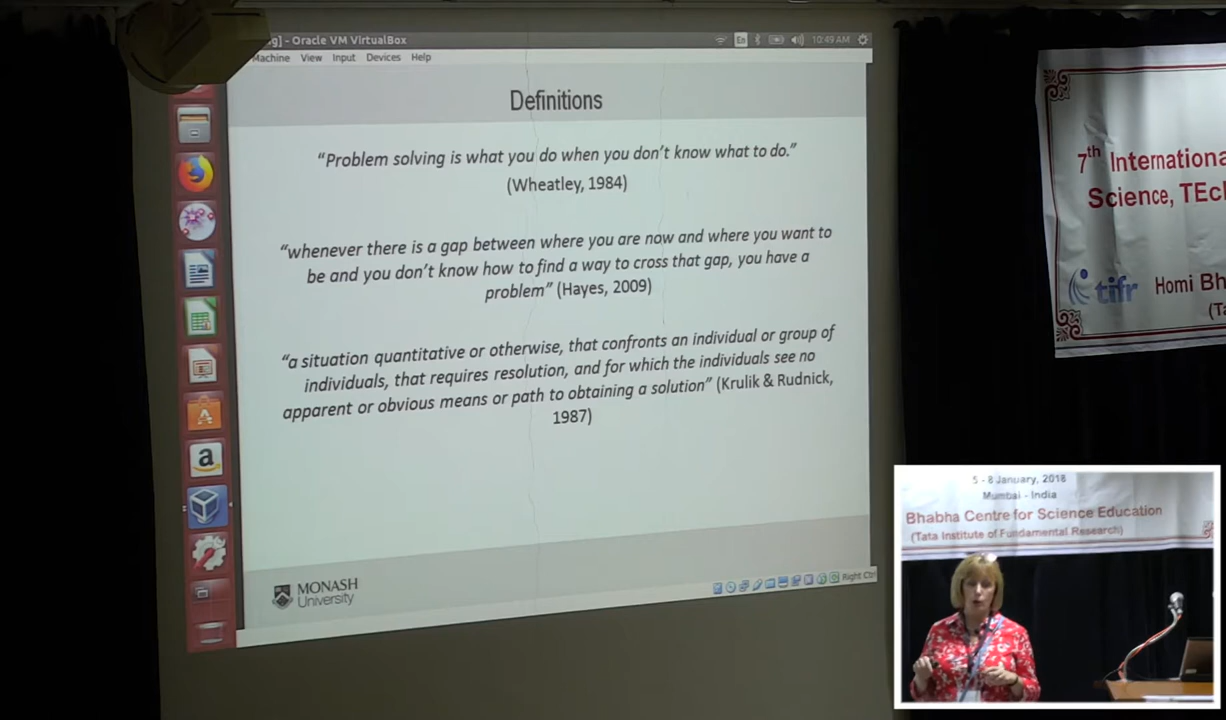 g] - Oracle VM VirtualBox
En
10:49 AM
Machine View Input Devices Help
Definitions
“Problem solving is what you do when you don’t know what to do.”
(Wheatley, 1984)
“whenever there is a gap between where you are now and where you want to
be and you don’t know how to find a way to cross that gap, you have a
problem” (Hayes, 2009)
“a situation quantitative or otherwise, that confronts an individual or group of
individuals, that requires resolution, and for which the individuals see no
apparent or obvious means or path to obtaining a solution” (Krulik & Rudnick,
1987)
MONASH
University
Right Ctrl
7th Internationa
Science, TEch
tifr
Homi Bh
(Ta
5 - 8 January, 2018
Mumbai - India
Bhabha Centre for Science Education
(Tata Institute of Fundamental Research)